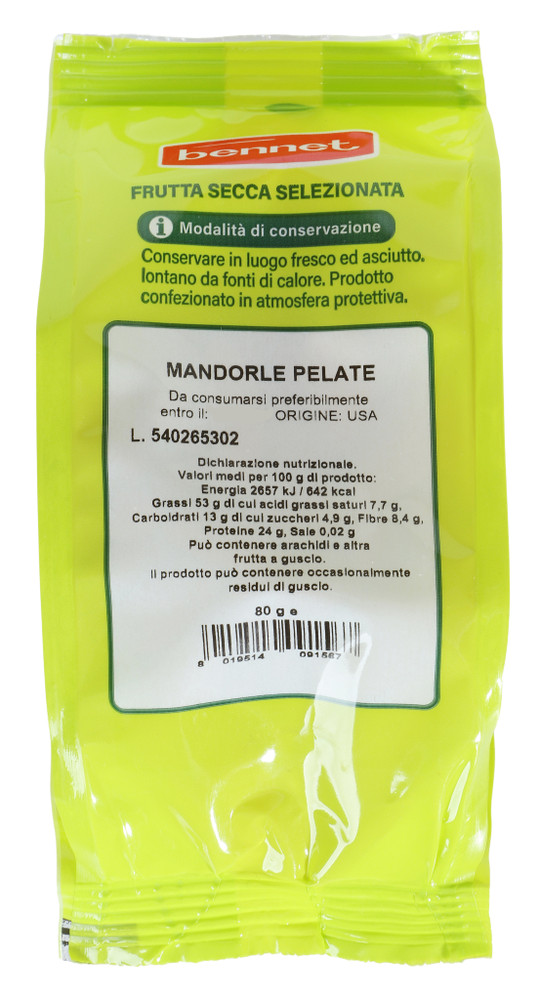 bennet
FRUTTA SECCA SELEZIONATA
i Modalità di conservazione
Conservare in luogo fresco ed asciutto.
lontano da fonti di calore. Prodotto
confezionato in atmosfera protettiva.
MANDORLE PELATE
Da consumarsi preferibilmente
entro il: ORIGINE: USA
L. 540265302
Dichiarazione nutrizionale.
Valori medi per 100 g di prodotto:
Energia 2657 kJ / 642 kcal
Grassi 53 g di cui acidi grassi saturi 7,7 g,
Carboidrati 13 g di cui zuccheri 4,9 g, Fibre 8,4 g,
Proteine 24 g, Sale 0,02 g
Può contenere arachidi e altra
frutta a guscio.
Il prodotto può contenere occasionalmente
residui di guscio.
80 g e
8 019514 091567